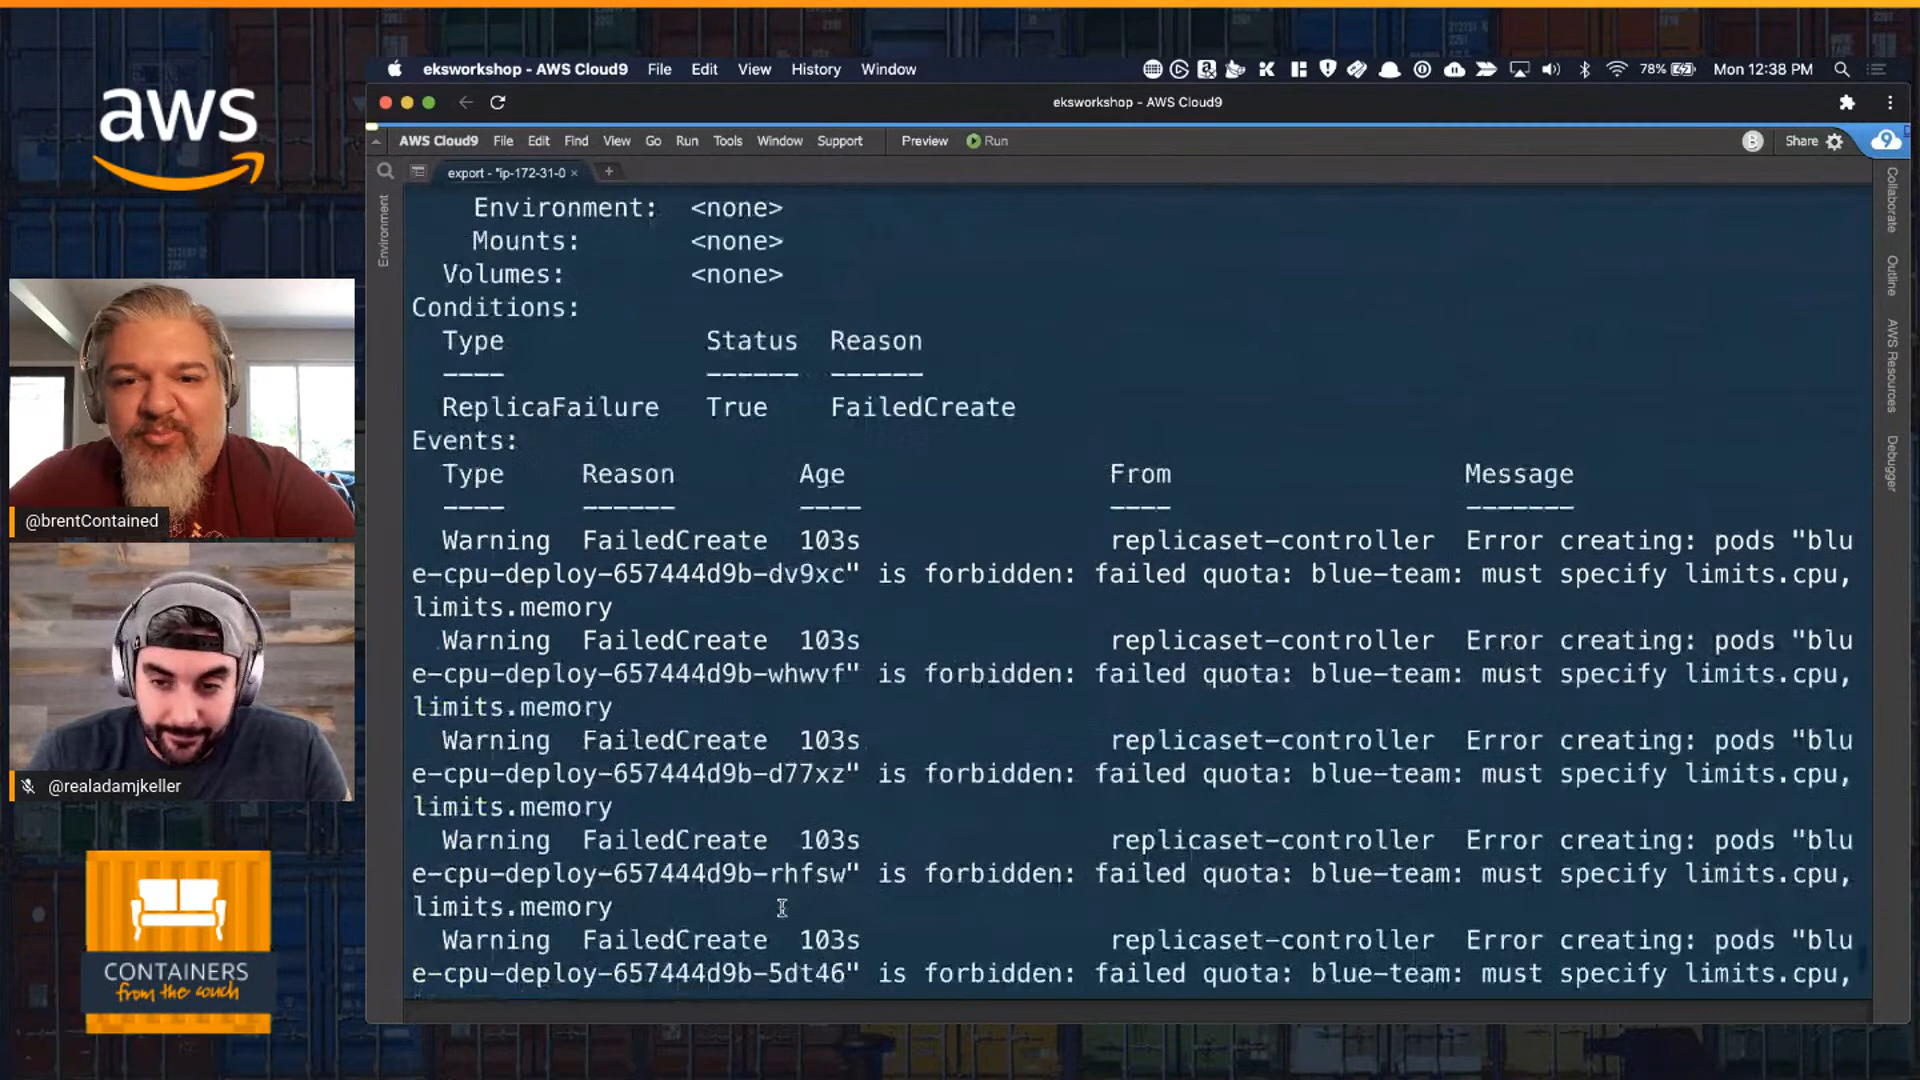 eksworkshop - AWS Cloud9 File Edit View History Window 78% Mon 12:38 PM
eksworkshop - AWS Cloud9
AWS Cloud9 File Edit Find View Go Run Tools Window Support Preview Run B Share 9
export - "ip-172-31-0 × +
aws
Environment
Collaborate
Outline
AWS Resources
Debugger
Environment: <none>
Mounts: <none>
Volumes: <none>
Conditions:
Type Status Reason
---- ------ ------
ReplicaFailure True FailedCreate
Events:
Type Reason Age From Message
---- ------ ---- ---- -------
Warning FailedCreate 103s replicaset-controller Error creating: pods "blu
e-cpu-deploy-657444d9b-dv9xc" is forbidden: failed quota: blue-team: must specify limits.cpu,
limits.memory
Warning FailedCreate 103s replicaset-controller Error creating: pods "blu
e-cpu-deploy-657444d9b-whwvf" is forbidden: failed quota: blue-team: must specify limits.cpu,
limits.memory
Warning FailedCreate 103s replicaset-controller Error creating: pods "blu
e-cpu-deploy-657444d9b-d77xz" is forbidden: failed quota: blue-team: must specify limits.cpu,
limits.memory
Warning FailedCreate 103s replicaset-controller Error creating: pods "blu
e-cpu-deploy-657444d9b-rhfsw" is forbidden: failed quota: blue-team: must specify limits.cpu,
limits.memory
Warning FailedCreate 103s replicaset-controller Error creating: pods "blu
e-cpu-deploy-657444d9b-5dt46" is forbidden: failed quota: blue-team: must specify limits.cpu,
@brentContained
@realadamjkeller
CONTAINERS
from the couch